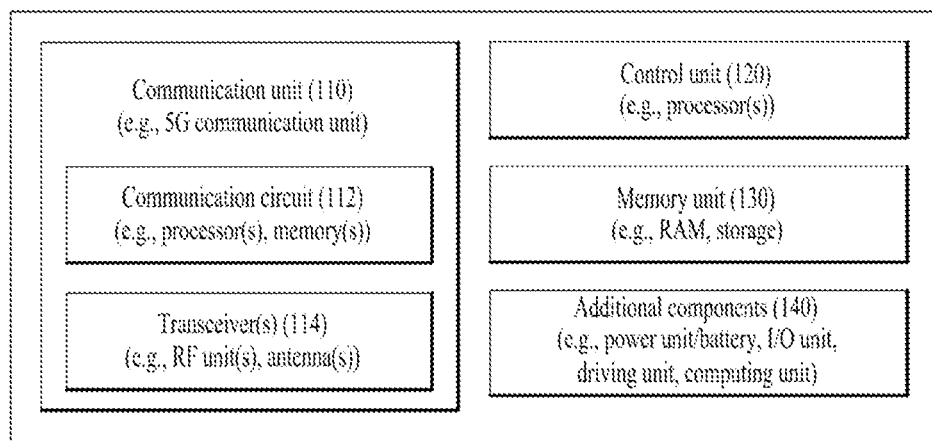 Communication unit (110)
(e.g., 5G communication unit)
Communication circuit (112)
(e.g., processor(s), memory(s))
Transceiver(s) (114)
(e.g., RF unit(s), antenna(s))
Control unit (120)
(e.g., processor(s))
Memory unit (130)
(e.g., RAM, storage)
Additional components (140)
(e.g., power unit/battery, I/O unit,
driving unit, computing unit)